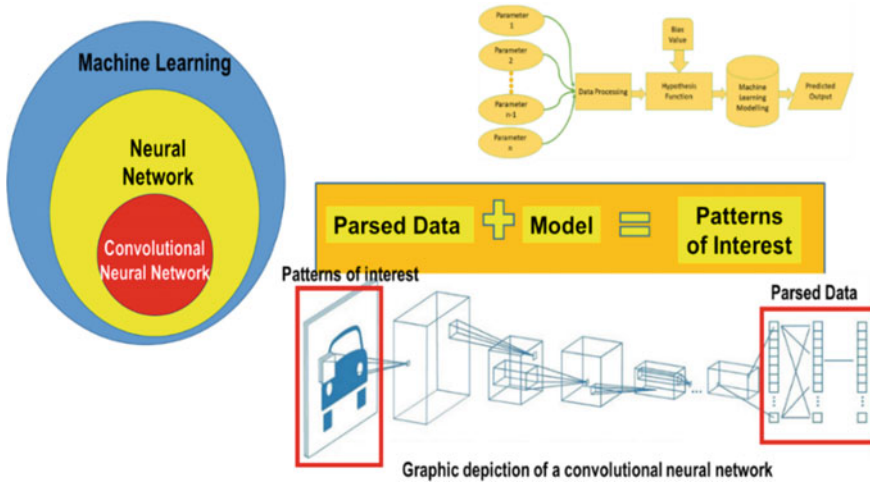 Machine Learning
Neural
Network
Convolutional
Neural Network
Parameter
1
Parameter
2
Parameter
n-1
Parameter
n
Data Processing
Bias
Value
Hypothesis
Function
Machine
Learning
Modelling
Predicted
Output
Parsed Data
Model
=
Patterns
of Interest
Patterns of interest
Parsed Data
...
Graphic depiction of a convolutional neural network